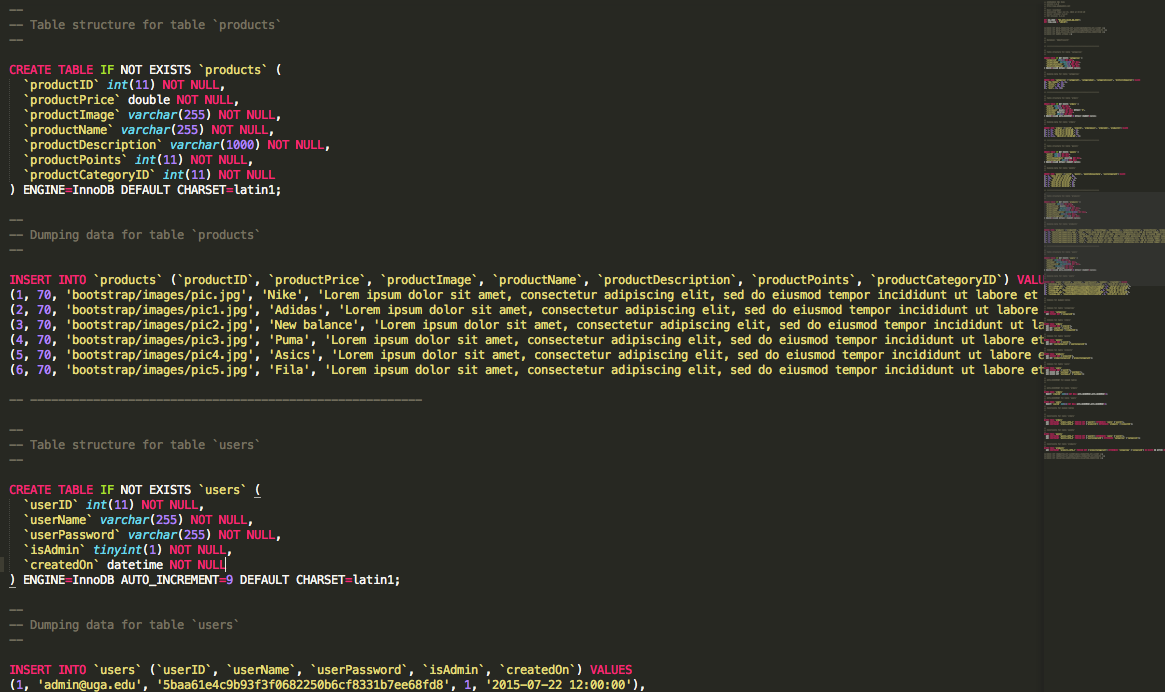 --
-- Table structure for table `products`
--
CREATE TABLE IF NOT EXISTS `products` (
`productID` int(11) NOT NULL,
`productPrice` double NOT NULL,
`productImage` varchar(255) NOT NULL,
`productName` varchar(255) NOT NULL,
`productDescription` varchar(1000) NOT NULL,
`productPoints` int(11) NOT NULL,
`productCategoryID` int(11) NOT NULL
) ENGINE=InnoDB DEFAULT CHARSET=latin1;
--
-- Dumping data for table `products`
--
INSERT INTO `products` (`productID`, `productPrice`, `productImage`, `productName`, `productDescription`, `productPoints`, `productCategoryID`) VALU
(1, 70, 'bootstrap/images/pic.jpg', 'Nike', 'Lorem ipsum dolor sit amet, consectetur adipiscing elit, sed do eiusmod tempor incididunt ut labore et
(2, 70, 'bootstrap/images/pic1.jpg', 'Adidas', 'Lorem ipsum dolor sit amet, consectetur adipiscing elit, sed do eiusmod tempor incididunt ut labore
(3, 70, 'bootstrap/images/pic2.jpg', 'New balance', 'Lorem ipsum dolor sit amet, consectetur adipiscing elit, sed do eiusmod tempor incididunt ut la
(4, 70, 'bootstrap/images/pic3.jpg', 'Puma', 'Lorem ipsum dolor sit amet, consectetur adipiscing elit, sed do eiusmod tempor incididunt ut labore et
(5, 70, 'bootstrap/images/pic4.jpg', 'Asics', 'Lorem ipsum dolor sit amet, consectetur adipiscing elit, sed do eiusmod tempor incididunt ut labore e
(6, 70, 'bootstrap/images/pic5.jpg', 'Fila', 'Lorem ipsum dolor sit amet, consectetur adipiscing elit, sed do eiusmod tempor incididunt ut labore et
-- --------------------------------------------------------
--
-- Table structure for table `users`
--
CREATE TABLE IF NOT EXISTS `users` (
`userID` int(11) NOT NULL,
`userName` varchar(255) NOT NULL,
`userPassword` varchar(255) NOT NULL,
`isAdmin` tinyint(1) NOT NULL,
`createdOn` datetime NOT NULL
) ENGINE=InnoDB AUTO_INCREMENT=9 DEFAULT CHARSET=latin1;
--
-- Dumping data for table `users`
--
INSERT INTO `users` (`userID`, `userName`, `userPassword`, `isAdmin`, `createdOn`) VALUES
(1, 'admin@uga.edu', '5baa61e4c9b93f3f0682250b6cf8331b7ee68fd8', 1, '2015-07-22 12:00:00'),